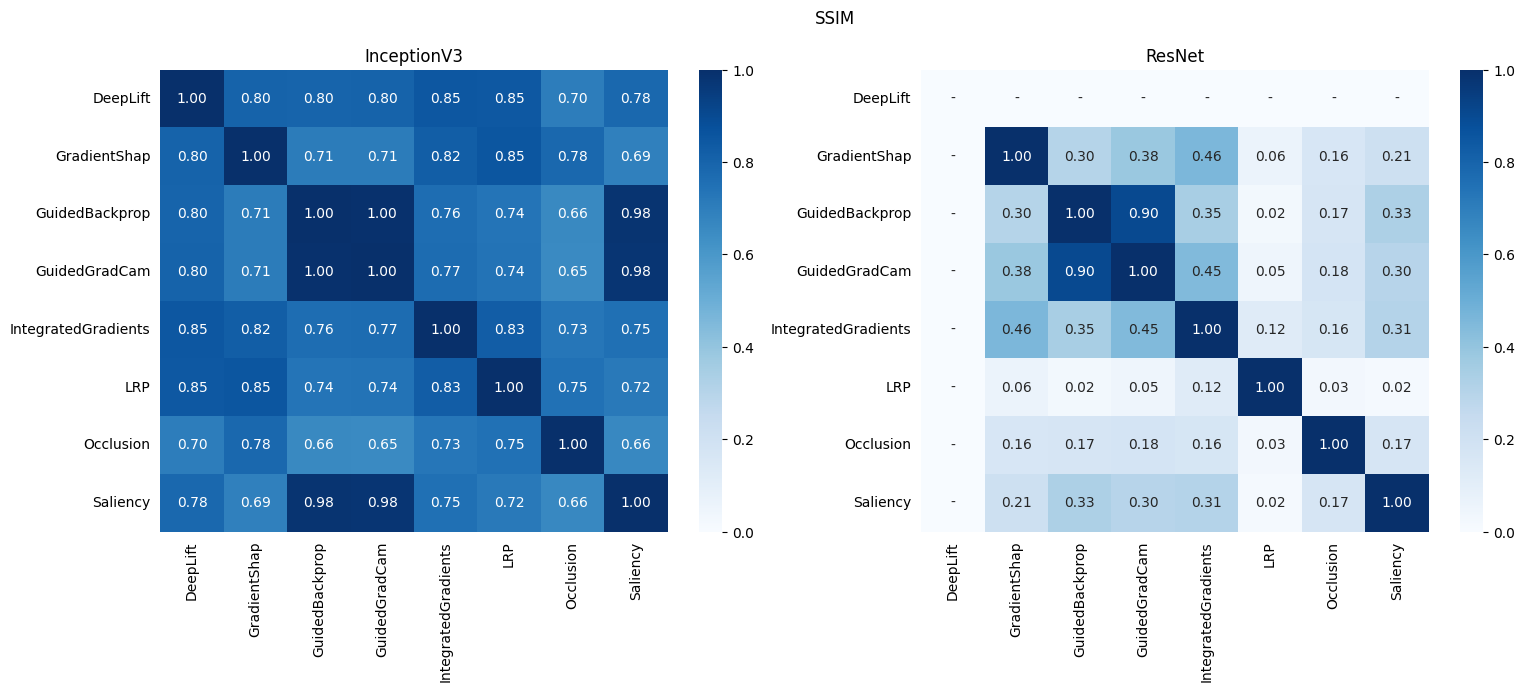 SSIM
InceptionV3
DeepLift 1.00 0.80 0.80 0.80 0.85 0.85 0.70 0.78
GradientShap 0.80 1.00 0.71 0.71 0.82 0.85 0.78 0.69
GuidedBackprop 0.80 0.71 1.00 1.00 0.76 0.74 0.66 0.98
GuidedGradCam 0.80 0.71 1.00 1.00 0.77 0.74 0.65 0.98
IntegratedGradients 0.85 0.82 0.76 0.77 1.00 0.83 0.73 0.75
LRP 0.85 0.85 0.74 0.74 0.83 1.00 0.75 0.72
Occlusion 0.70 0.78 0.66 0.65 0.73 0.75 1.00 0.66
Saliency 0.78 0.69 0.98 0.98 0.75 0.72 0.66 1.00
DeepLift
GradientShap
GuidedBackprop
GuidedGradCam
IntegratedGradients
LRP
Occlusion
Saliency
1.0
0.8
0.6
0.4
0.2
0.0
ResNet
DeepLift - - - - - - - -
GradientShap - 1.00 0.30 0.38 0.46 0.06 0.16 0.21
GuidedBackprop - 0.30 1.00 0.90 0.35 0.02 0.17 0.33
GuidedGradCam - 0.38 0.90 1.00 0.45 0.05 0.18 0.30
IntegratedGradients - 0.46 0.35 0.45 1.00 0.12 0.16 0.31
LRP - 0.06 0.02 0.05 0.12 1.00 0.03 0.02
Occlusion - 0.16 0.17 0.18 0.16 0.03 1.00 0.17
Saliency - 0.21 0.33 0.30 0.31 0.02 0.17 1.00
DeepLift
GradientShap
GuidedBackprop
GuidedGradCam
IntegratedGradients
LRP
Occlusion
Saliency
1.0
0.8
0.6
0.4
0.2
0.0